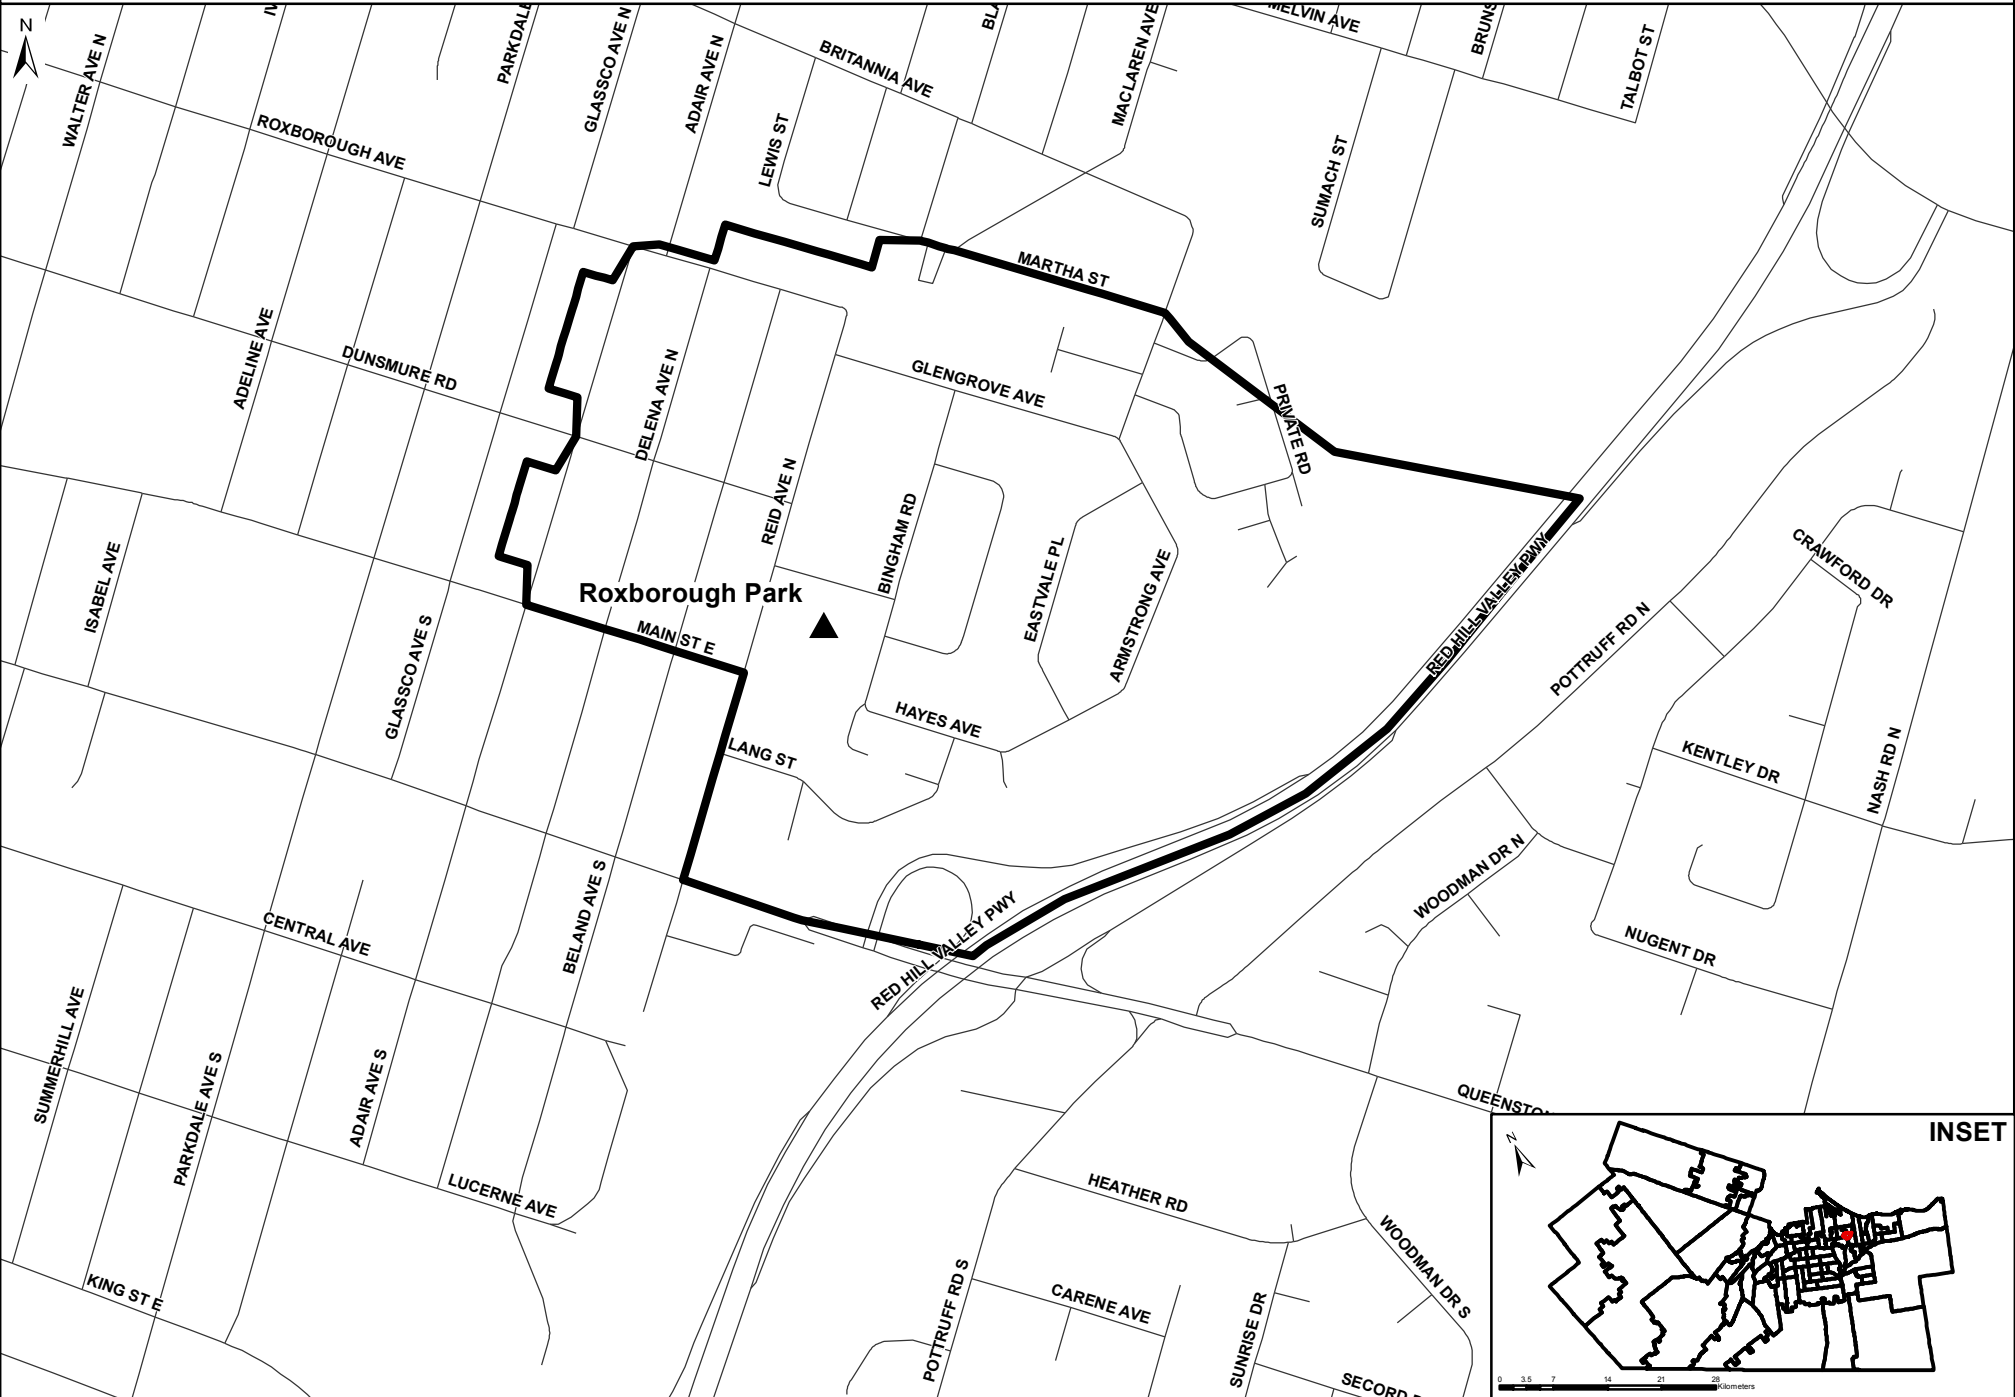 N
WALTER AVE N
PARKDALE
GLASSCO AVE N
ADAIR AVE N
BRITANNIA AVE
MACLAREN AVE
MELVIN AVE
BRUNS
TALBOT ST
ROXBOROUGH AVE
LEWIS ST
SUMACH ST
MARTHA ST
ADELINE AVE
DUNSMURE RD
DELENA AVE N
GLENGROVE AVE
PRIVATE RD
REID AVE N
BINGHAM RD
EASTVALE PL
ARMSTRONG AVE
RED HILL VALLEY PWY
CRAWFORD DR
ISABEL AVE
Roxborough Park
MAIN ST E
GLASSCO AVE S
POTTRUFF RD N
HAYES AVE
LANG ST
KENTLEY DR
NASH RD N
WOODMAN DR N
BELAND AVE S
CENTRAL AVE
RED HILL VALLEY PWY
NUGENT DR
SUMMERHILL AVE
PARKDALE AVE S
ADAIR AVE S
QUEENSTO
LUCERNE AVE
HEATHER RD
WOODMAN DR S
KING ST E
POTTRUFF RD S
CARENE AVE
SUNRISE DR
SECORD
INSET
N
0 3.5 7 14 21 28
Kilometers